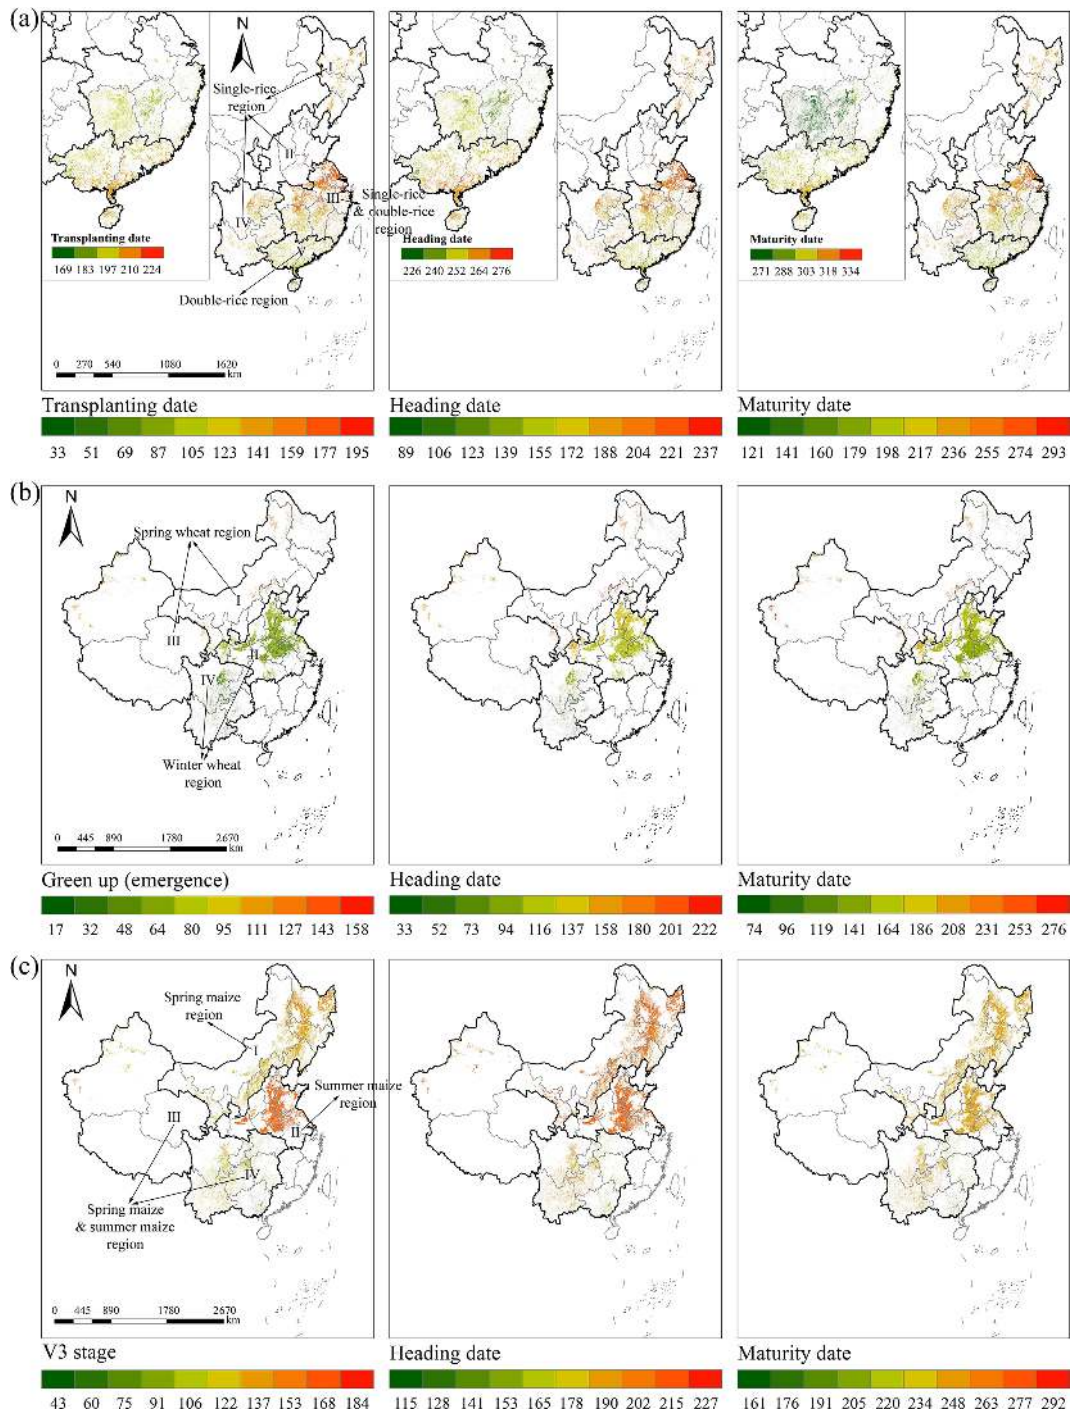 (a)
N
I
Single-rice
region
II
III
Single-rice
& double-rice
region
IV
V
Transplanting date
169 183 197 210 224
Double-rice region
0 270 540 1080 1620
km
Heading date
226 240 252 264 276
Maturity date
271 288 303 318 334
Transplanting date
33 51 69 87 105 123 141 159 177 195
Heading date
89 106 123 139 155 172 188 204 221 237
Maturity date
121 141 160 179 198 217 236 255 274 293
(b)
N
Spring wheat region
I
III
II
IV
Winter wheat
region
0 445 890 1780 2670
km
Green up (emergence)
17 32 48 64 80 95 111 127 143 158
Heading date
33 52 73 94 116 137 158 180 201 222
Maturity date
74 96 119 141 164 186 208 231 253 276
(c)
N
Spring maize
region
I
Summer maize
region
III
II
IV
Spring maize
& summer maize
region
0 445 890 1780 2670
km
V3 stage
43 60 75 91 106 122 137 153 168 184
Heading date
115 128 141 153 165 178 190 202 215 227
Maturity date
161 176 191 205 220 234 248 263 277 292